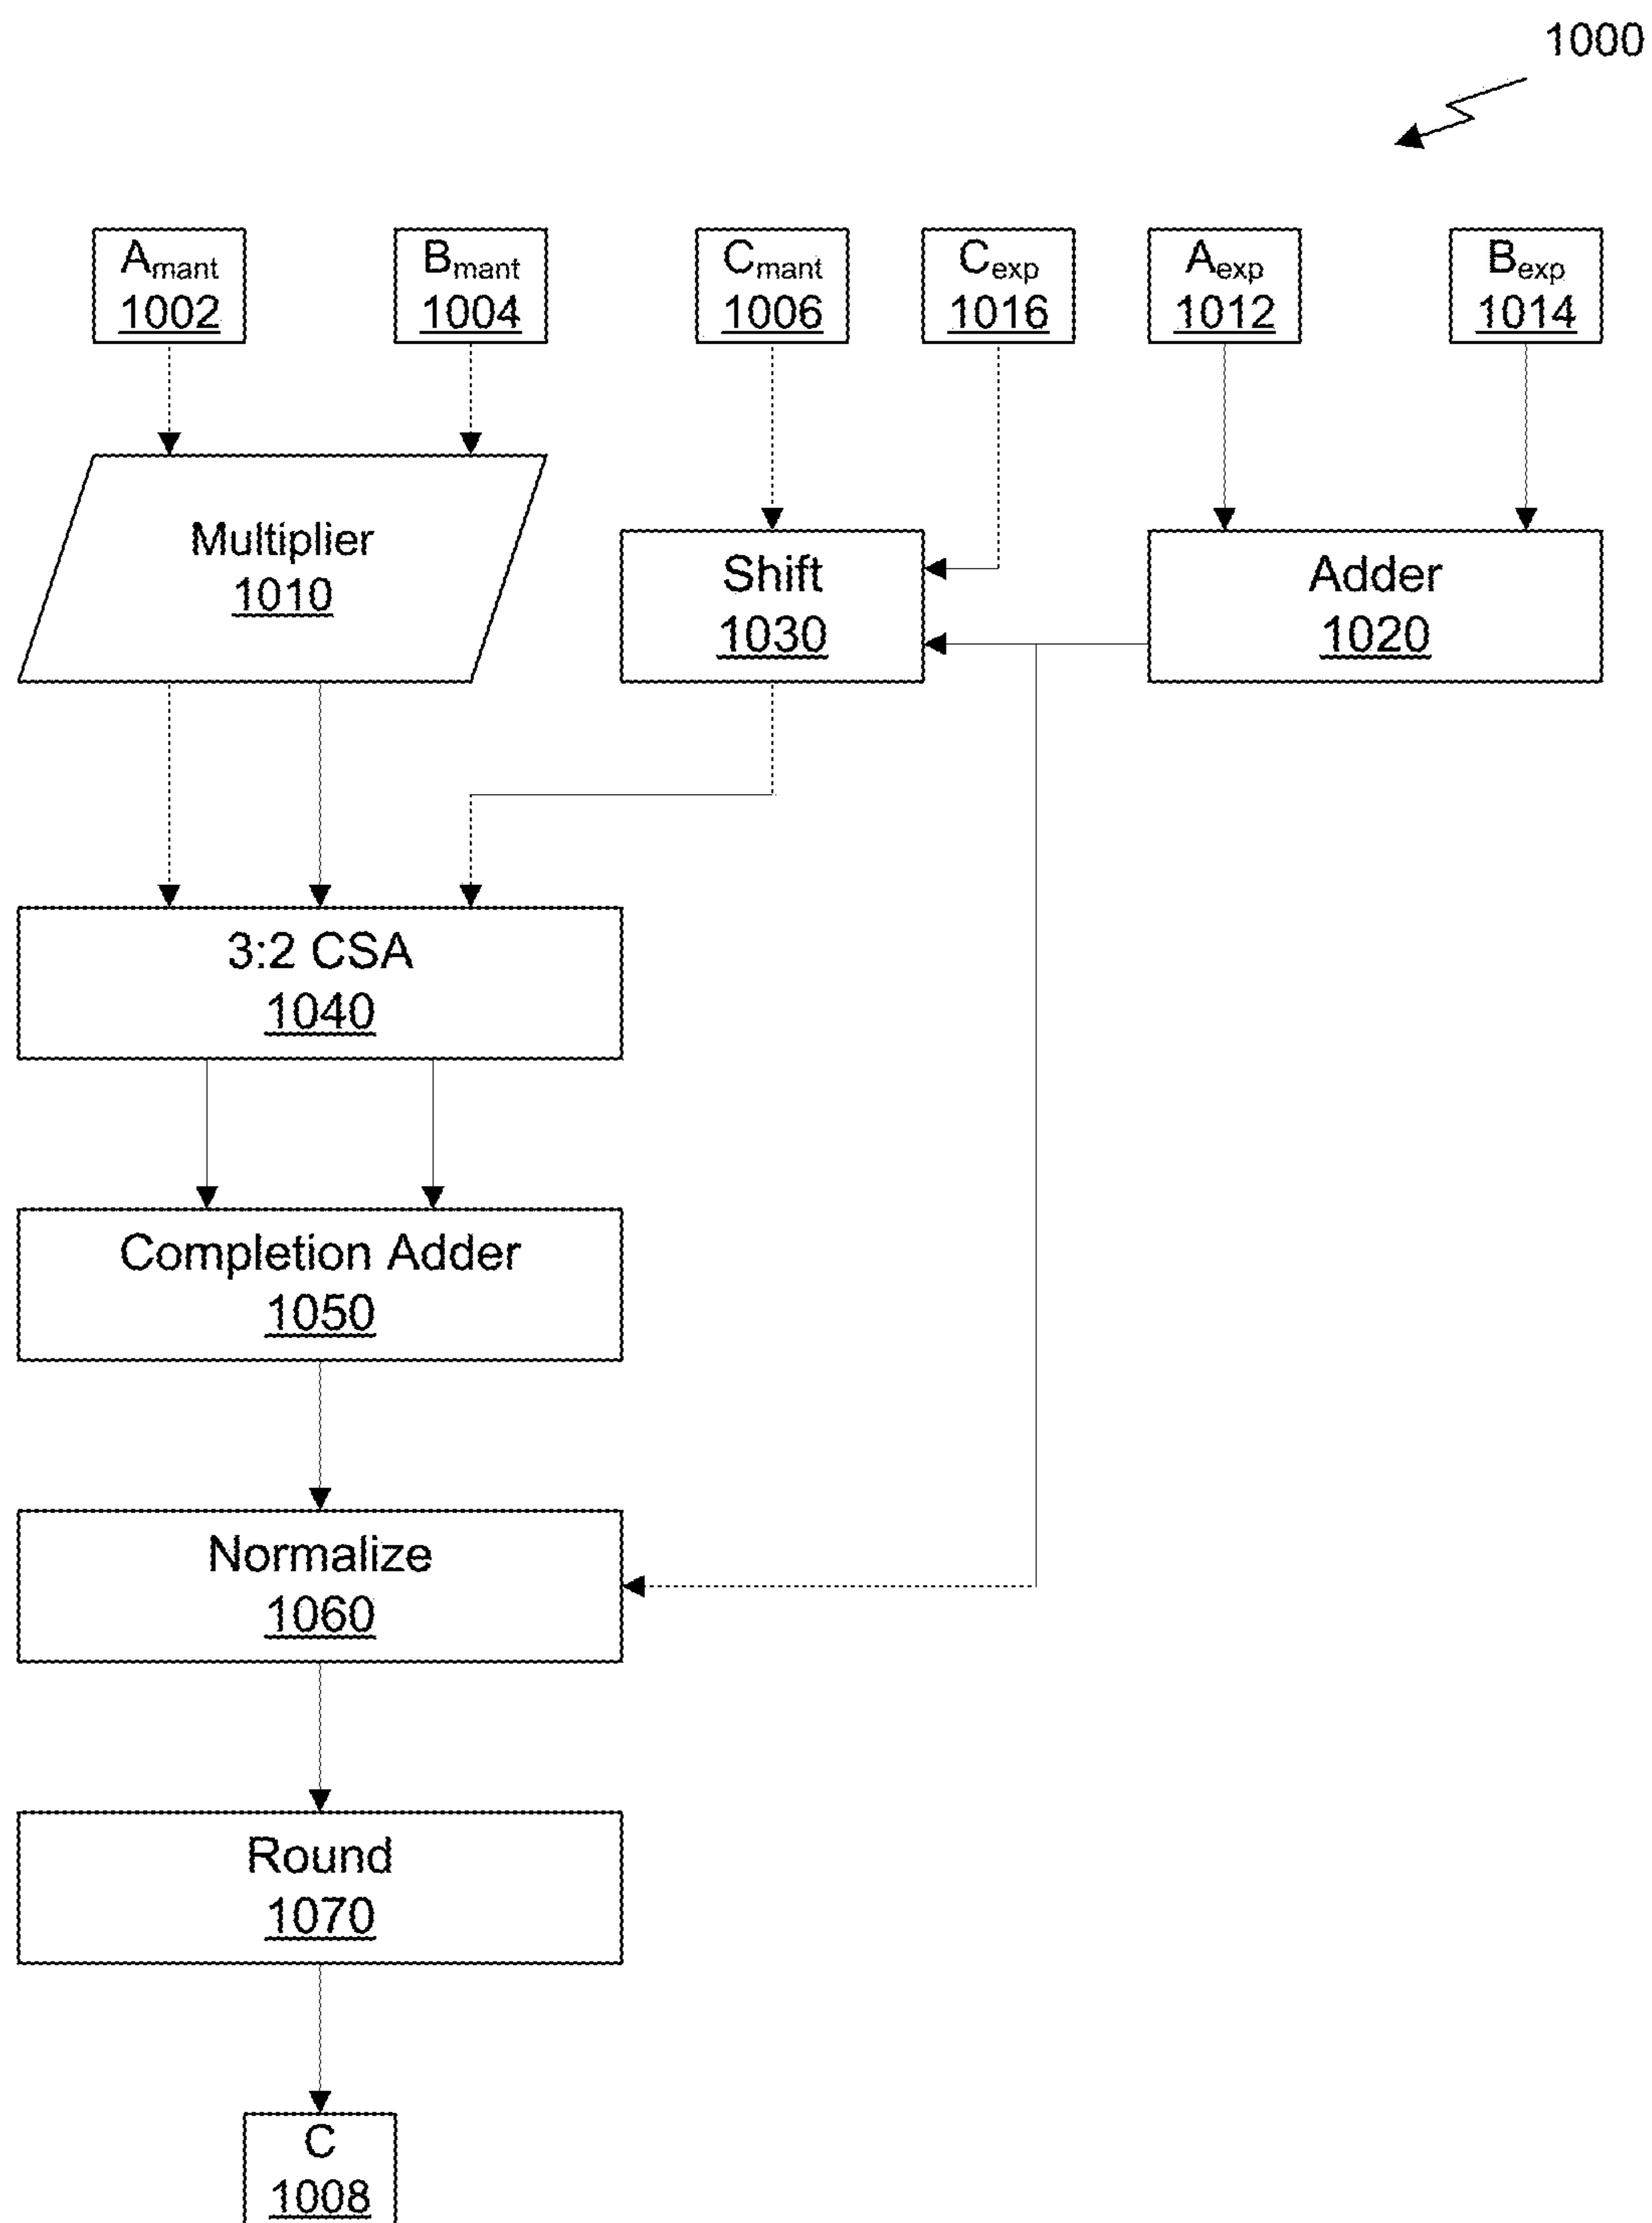 1000
Amant
1002
Bmant
1004
Cmant
1006
Cexp
1016
Aexp
1012
Bexp
1014
Multiplier
1010
Shift
1030
Adder
1020
3:2 CSA
1040
Completion Adder
1050
Normalize
1060
Round
1070
C
1008